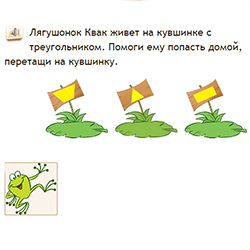 Лягушонок Квак живет на кувшинке с
треугольником. Помоги ему попасть домой,
перетащи на кувшинку.